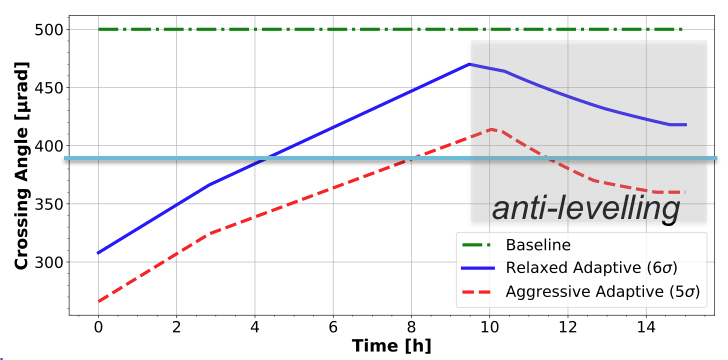 Crossing Angle [μrad]
500
450
400
350
300
anti-levelling
Baseline
Relaxed Adaptive (6σ)
Aggressive Adaptive (5σ)
0 2 4 6 8 10 12 14
Time [h]